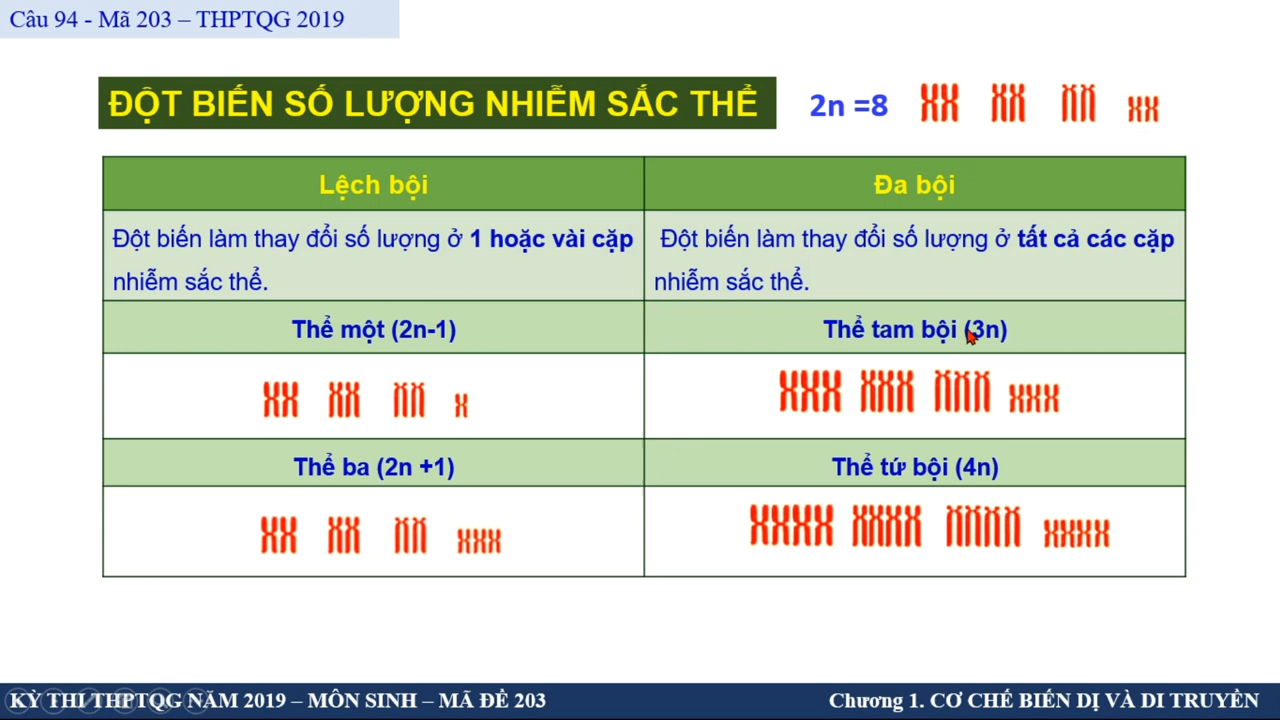 Câu 94 - Mã 203 – THPTQG 2019
ĐỘT BIẾN SỐ LƯỢNG NHIỄM SẮC THỂ
2n =8
Lệch bội
Đa bội
Đột biến làm thay đổi số lượng ở 1 hoặc vài cặp
nhiễm sắc thể.
Đột biến làm thay đổi số lượng ở tất cả các cặp
nhiễm sắc thể.
Thể một (2n-1)
Thể tam bội (3n)
Thể ba (2n +1)
Thể tứ bội (4n)
KỲ THI THPTQG NĂM 2019 – MÔN SINH – MÃ ĐỀ 203
Chương 1. CƠ CHẾ BIẾN DỊ VÀ DI TRUYỀN